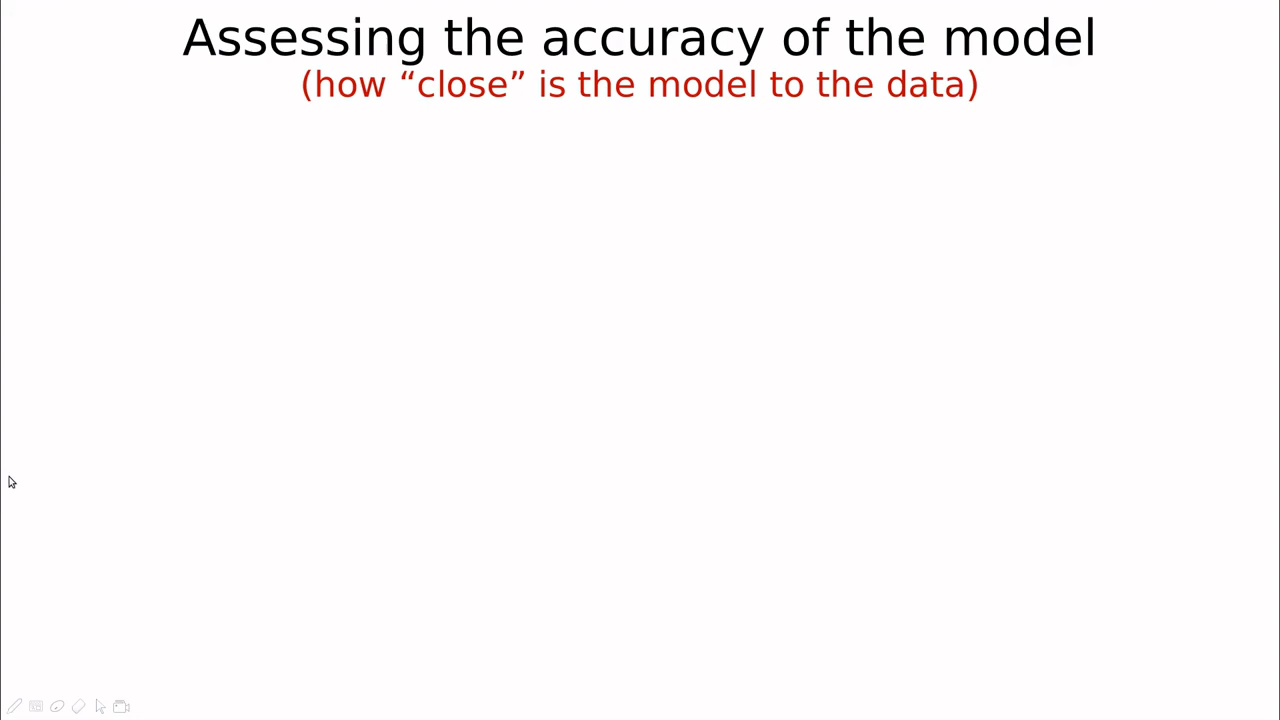 Assessing the accuracy of the model
(how “close” is the model to the data)